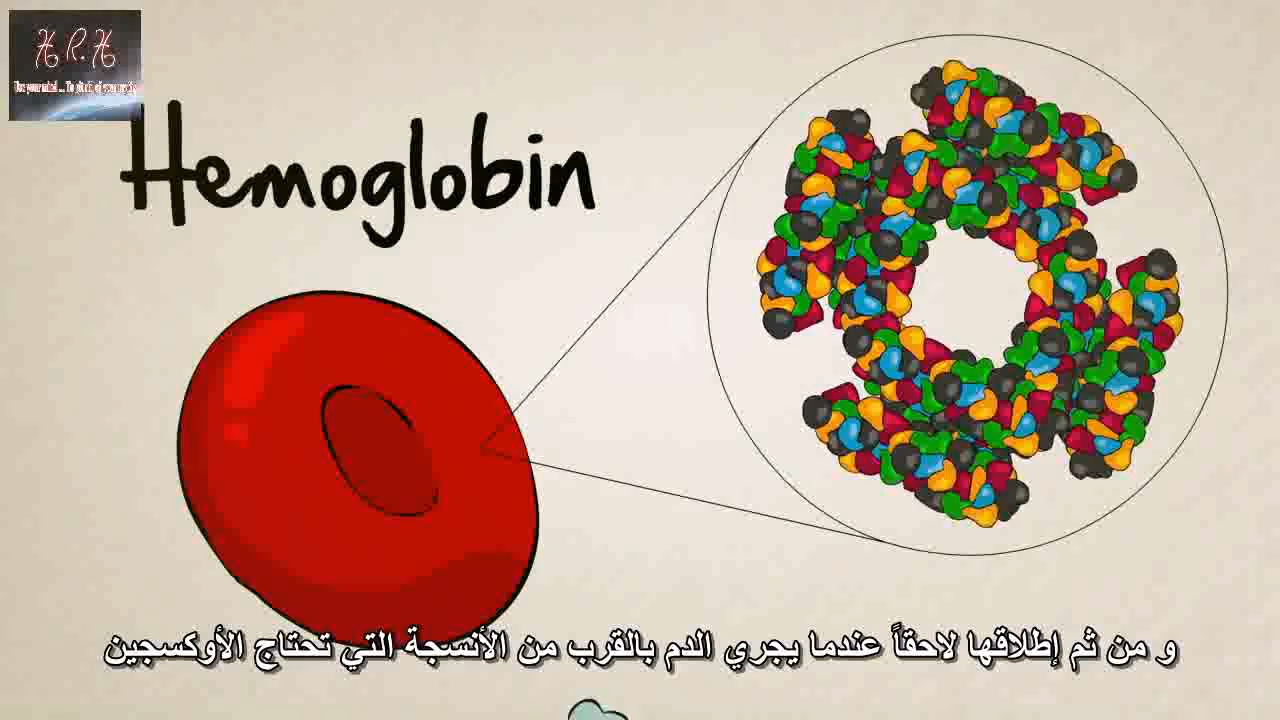 H.R.H
Hemoglobin
و من ثم إطلاقها لاحقاً عندما يجري الدم بالقرب من الأنسجة التي تحتاج الأوكسجين